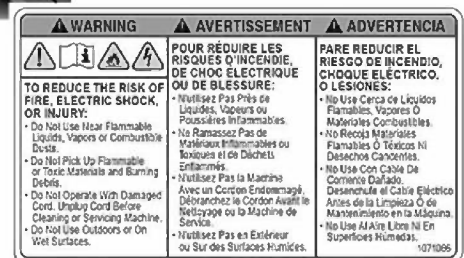 WARNING
TO REDUCE THE RISK OF
FIRE, ELECTRIC SHOCK,
OR INJURY:
• Do Not Use Near Flammable
Liquids, Vapors or Combustible
Dusts.
• Do Not Pick Up Flammable
or Toxic Materials and Burning
Debris.
• Do Not Operate With Damaged
Cord. Unplug Cord Before
Cleaning or Servicing Machine.
• Do Not Use Outdoors or On
Wet Surfaces.
AVERTISSEMENT
POUR RÉDUIRE LES
RISQUES D'INCENDIE,
DE CHOC ÉLECTRIQUE
OU DE BLESSURE:
• N'utilisez Pas Près de
Liquides, Vapeurs ou
Poussières Inflammables.
• Ne Ramassez Pas de
Matériaux Inflammables ou
Toxiques et de Déchets
Enflammés.
• N'utilisez Pas la Machine
Avec un Cordon Endommagé.
Débranchez le Cordon Avant le
Nettoyage ou la Machine de
Service.
• N'utilisez Pas en Extérieur
ou Sur des Surfaces Humides.
ADVERTENCIA
PARE REDUCIR EL
RIESGO DE INCENDIO,
CHOQUE ELÉCTRICO,
O LESIONES:
• No Use Cerca de Líquidos
Flamables, Vapores Ó
Materiales Combustibles.
• No Recoja Materiales
Flamables Ó Tóxicos Ni
Desechos Candentes.
• No Use Con Cable De
Corriente Dañado.
Desenchufe el Cable Eléctrico
Antes de la Limpieza Ó de
Mantenimiento en la Máquina.
• No Use Al Aire Libre Ni En
Superficies Húmedas.
1071066